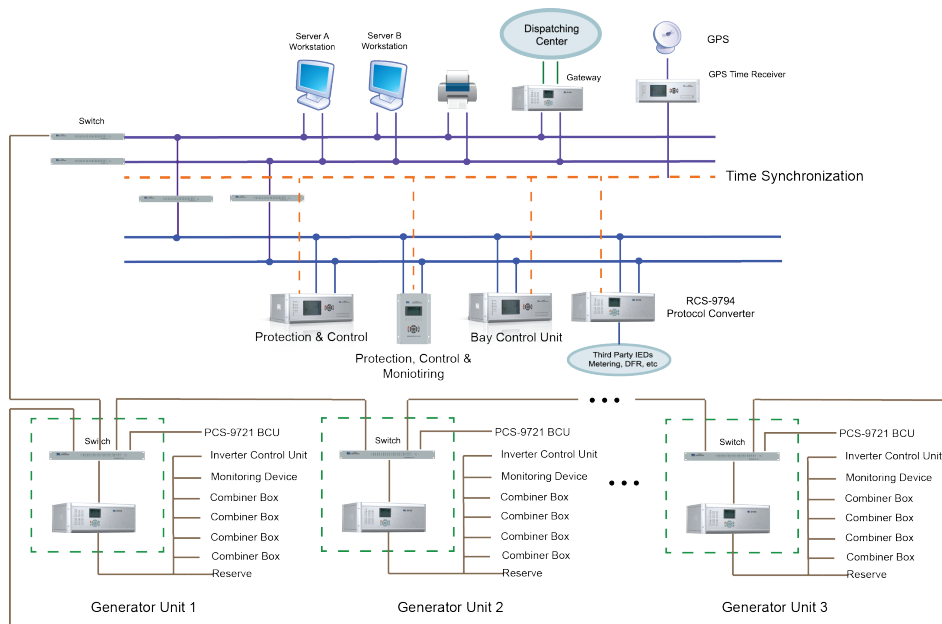 Server A
Workstation
Server B
Workstation
Dispatching
Center
Gateway
GPS
GPS Time Receiver
Switch
Time Synchronization
Protection & Control
Protection, Control &
Moniotiring
Bay Control Unit
RCS-9794
Protocol Converter
Third Party IEDs
Metering, DFR, etc
Switch
PCS-9721 BCU
Inverter Control Unit
Monitoring Device
Combiner Box
Combiner Box
Combiner Box
Combiner Box
Reserve
Generator Unit 1
Switch
PCS-9721 BCU
Inverter Control Unit
Monitoring Device
Combiner Box
Combiner Box
Combiner Box
Combiner Box
Reserve
Generator Unit 2
Switch
PCS-9721 BCU
Inverter Control Unit
Monitoring Device
Combiner Box
Combiner Box
Combiner Box
Combiner Box
Reserve
Generator Unit 3